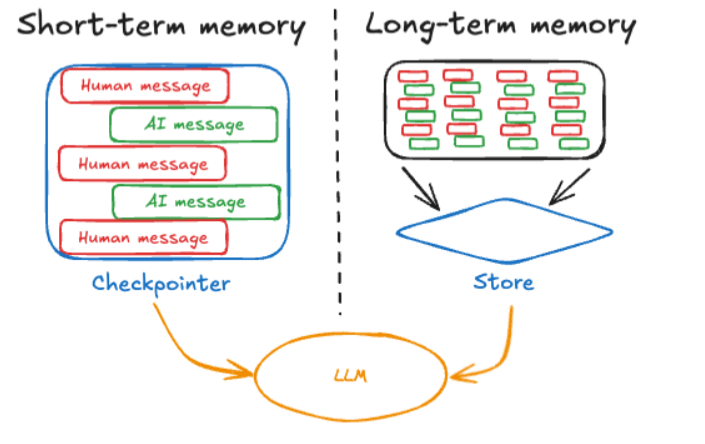 Short-term memory
Long-term memory
Human message
AI message
Human message
AI message
Human message
Checkpointer
Store
LLM